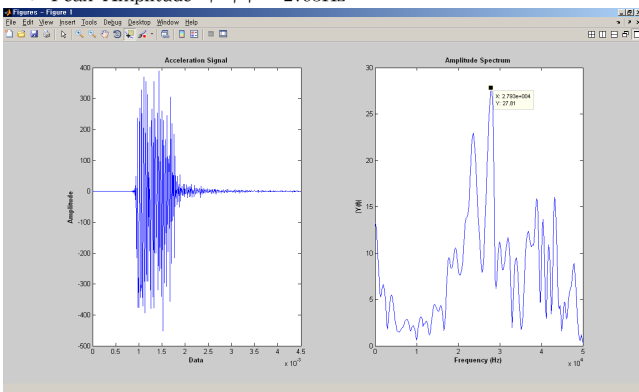 Figures - Figure 1
File Edit View Insert Tools Debug Desktop Window Help
Acceleration Signal
Amplitude Spectrum
400
300
200
100
0
-100
-200
-300
-400
-500
-600
Amplitude
0 0.5 1 1.5 2 2.5 3 3.5 4 4.5
Data
x 10
30
25
20
15
10
5
0
|Y(f)|
X: 2.793e+004
Y: 27.81
0 1 2 3 4 5
Frequency (Hz)
x 10⁴